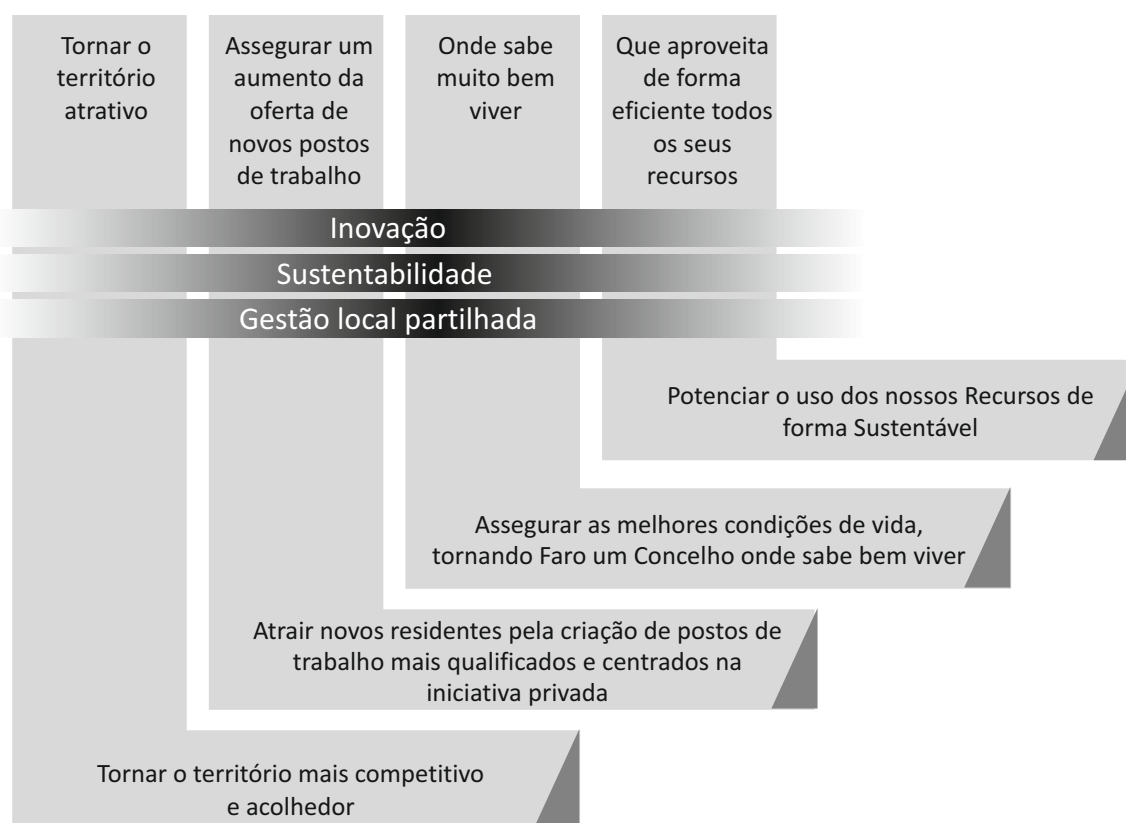 Tornar o
território
atrativo
Assegurar um
aumento da
oferta de
novos postos
de trabalho
Onde sabe
muito bem
viver
Que aproveita
de forma
eficiente todos
os seus
recursos
Inovação
Sustentabilidade
Gestão local partilhada
Potenciar o uso dos nossos Recursos de
forma Sustentável
Assegurar as melhores condições de vida,
tornando Faro um Concelho onde sabe bem viver
Atrair novos residentes pela criação de postos de
trabalho mais qualificados e centrados na
iniciativa privada
Tornar o território mais competitivo
e acolhedor